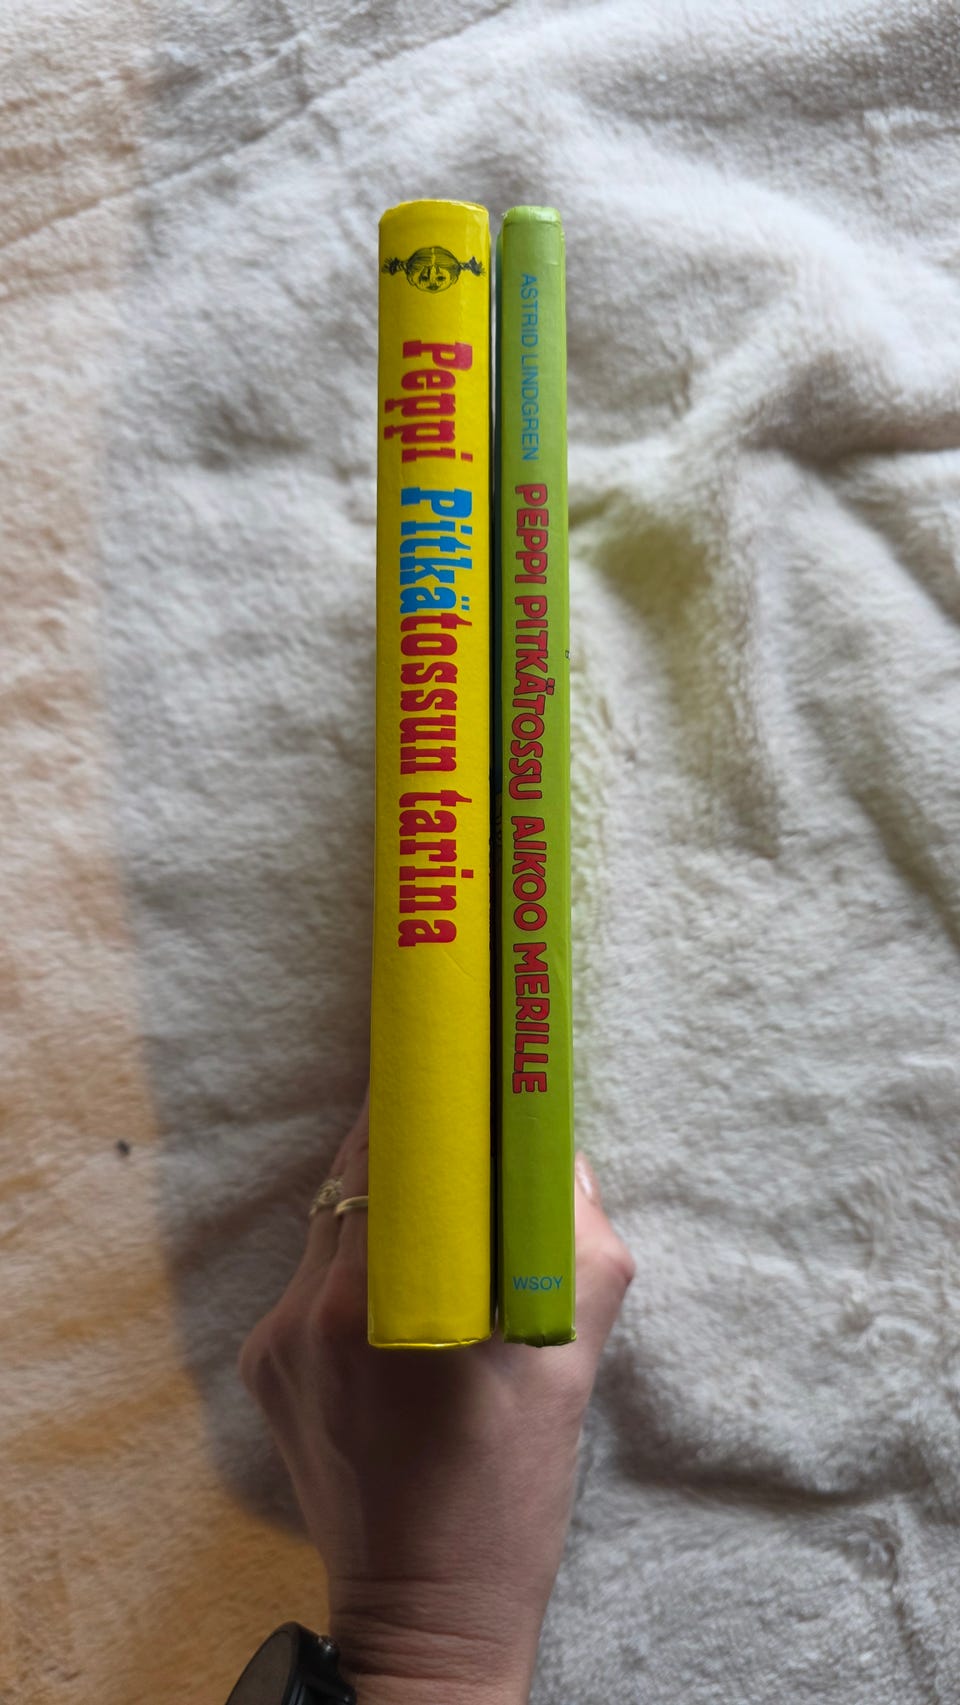 Peppi Pitkätossun tarina
ASTRID LINDGREN PEPPI PITKÄTOSSU AIKOO MERILLE
WSOY